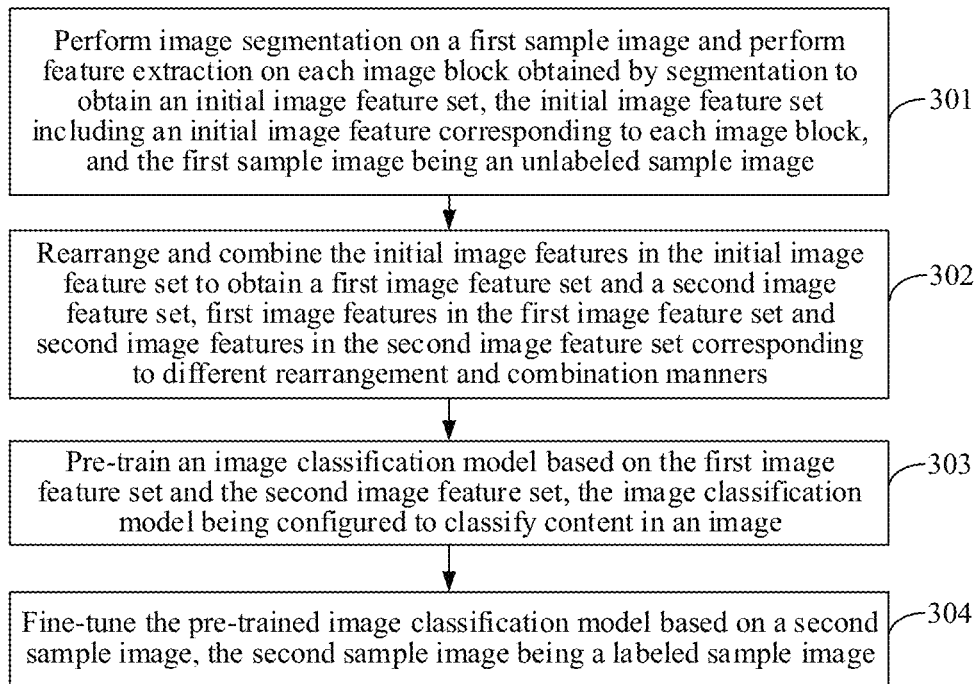 Perform image segmentation on a first sample image and perform
feature extraction on each image block obtained by segmentation to
obtain an initial image feature set, the initial image feature set
including an initial image feature corresponding to each image block,
and the first sample image being an unlabeled sample image
301
Rearrange and combine the initial image features in the initial image
feature set to obtain a first image feature set and a second image
feature set, first image features in the first image feature set and
second image features in the second image feature set corresponding
to different rearrangement and combination manners
302
Pre-train an image classification model based on the first image
feature set and the second image feature set, the image classification
model being configured to classify content in an image
303
Fine-tune the pre-trained image classification model based on a second
sample image, the second sample image being a labeled sample image
304